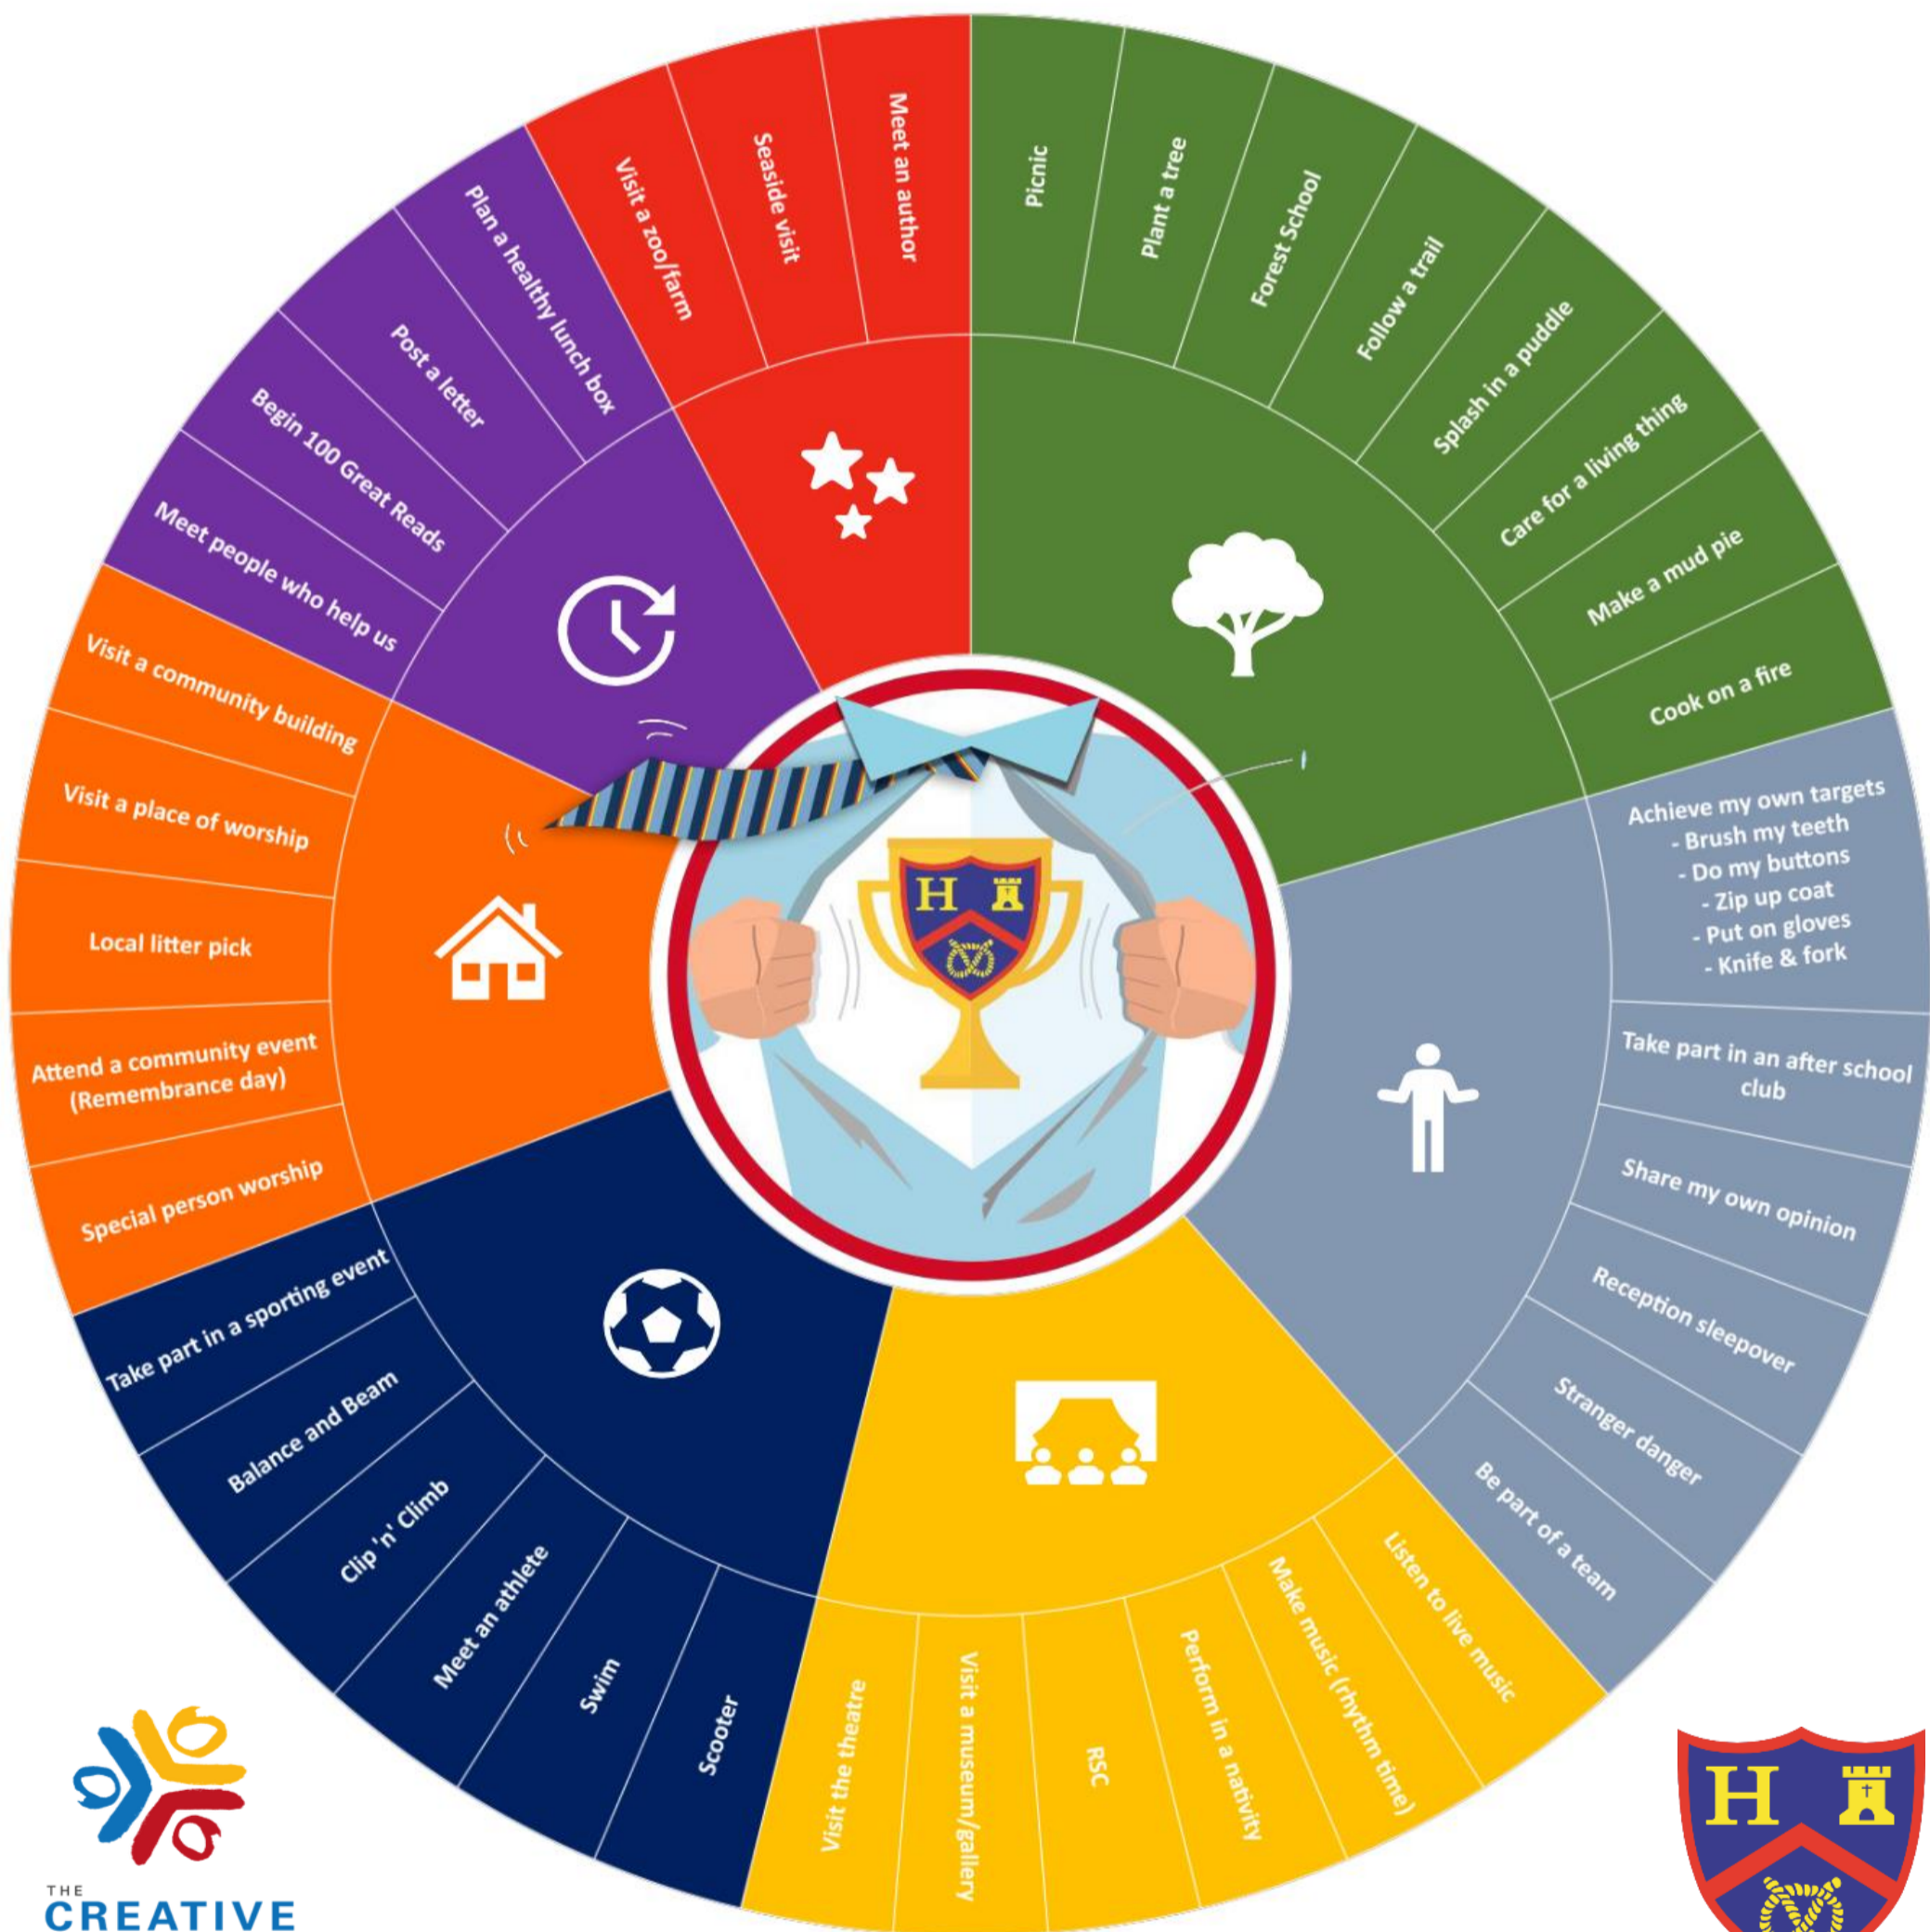 Meet an author
Picnic
Plant a tree
Forest School
Follow a trail
Splash in a puddle
Care for a living thing
Make a mud pie
Cook on a fire
Achieve my own targets
- Brush my teeth
- Do my buttons
- Zip up coat
- Put on gloves
- Knife & fork
Take part in an after school
club
Share my own opinion
Reception sleepover
Stranger danger
Be part of a team
Listen to live music
Make music (rhythm time)
Perform in a nativity
RSC
Visit a museum/gallery
Visit the theatre
Scooter
Swim
Meet an athlete
Clip 'n' Climb
Balance and Beam
Take part in a sporting event
Special person worship
Attend a community event
(Remembrance day)
Local litter pick
Visit a place of worship
Visit a community building
Meet people who help us
Begin 100 Great Reads
Post a letter
Plan a healthy lunch box
Visit a zoo/farm
Seaside visit
H
THE
CREATIVE
H